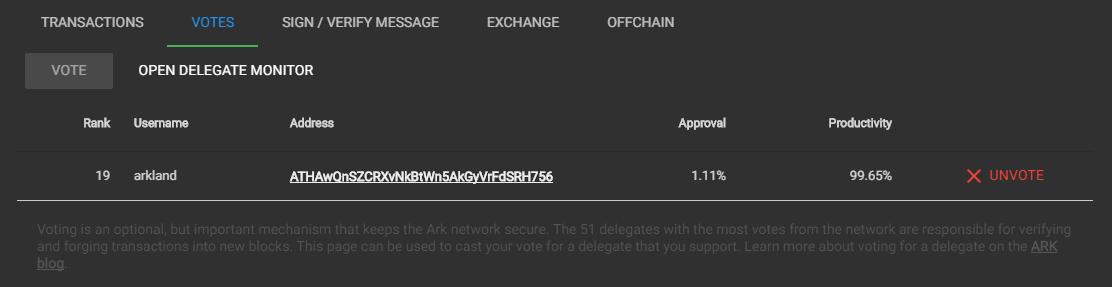 TRANSACTIONS VOTES SIGN / VERIFY MESSAGE EXCHANGE OFFCHAIN
VOTE OPEN DELEGATE MONITOR
Rank Username Address Approval Productivity
19 arkland ATHAwQnSZCRXvNkBtWn5AkGyVrFdSRH756 1.11% 99.65% UNVOTE
Voting is an optional, but important mechanism that keeps the Ark network secure. The 51 delegates with the most votes from the network are responsible for verifying
and forging transactions into new blocks. This page can be used to cast your vote for a delegate that you support. Learn more about voting for a delegate on the ARK
blog.